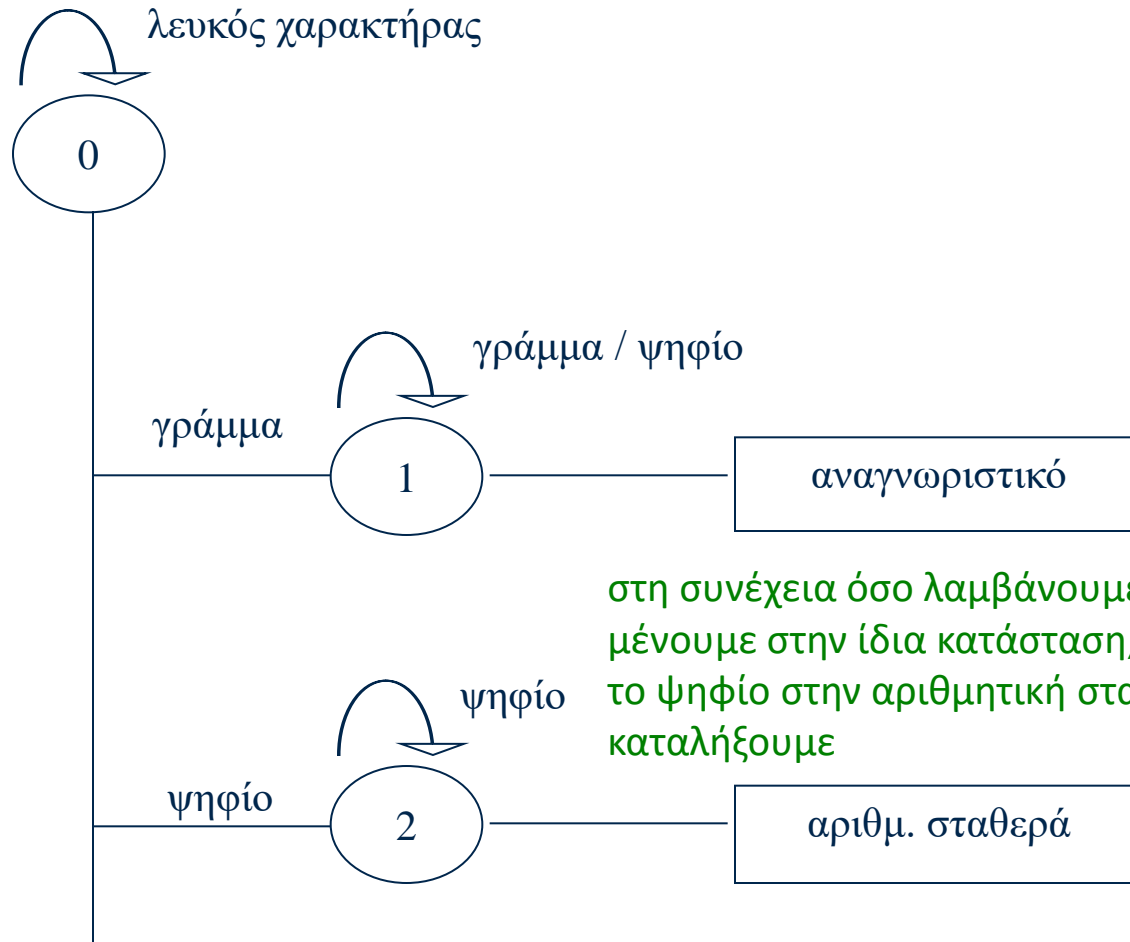 λευκός χαρακτήρας
0
γράμμα / ψηφίο
γράμμα
1
αναγνωριστικό
στη συνέχεια όσο λαμβάνουμε
μένουμε στην ίδια κατάσταση,
το ψηφίο στην αριθμητική
καταλήξουμε
ψηφίο
ψηφίο
2
αριθμ. σταθερά